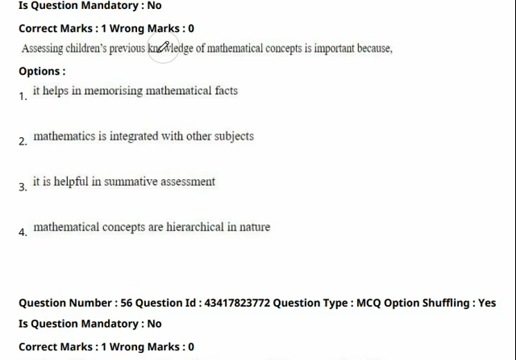 Is Question Mandatory : No
Correct Marks : 1 Wrong Marks : 0
Assessing children's previous knowledge of mathematical concepts is important because,
Options :
1. it helps in memorising mathematical facts
2. mathematics is integrated with other subjects
3. it is helpful in summative assessment
4. mathematical concepts are hierarchical in nature
Question Number : 56 Question Id : 43417823772 Question Type : MCQ Option Shuffling : Yes
Is Question Mandatory : No
Correct Marks : 1 Wrong Marks : 0